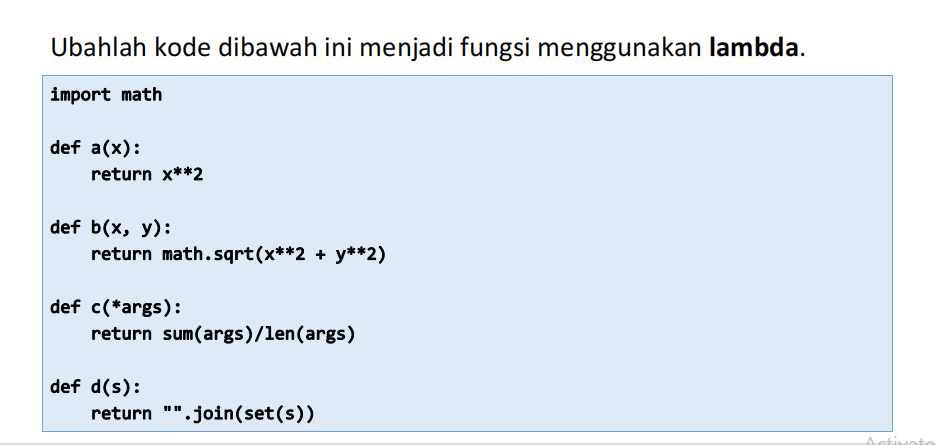 Ubahlah kode dibawah ini menjadi fungsi menggunakan lambda.
import math
def a(x):
return x**2
def b(x, y):
return math.sqrt(x**2 + y**2)
def c(*args):
return sum(args)/len(args)
def d(s):
return "".join(set(s))